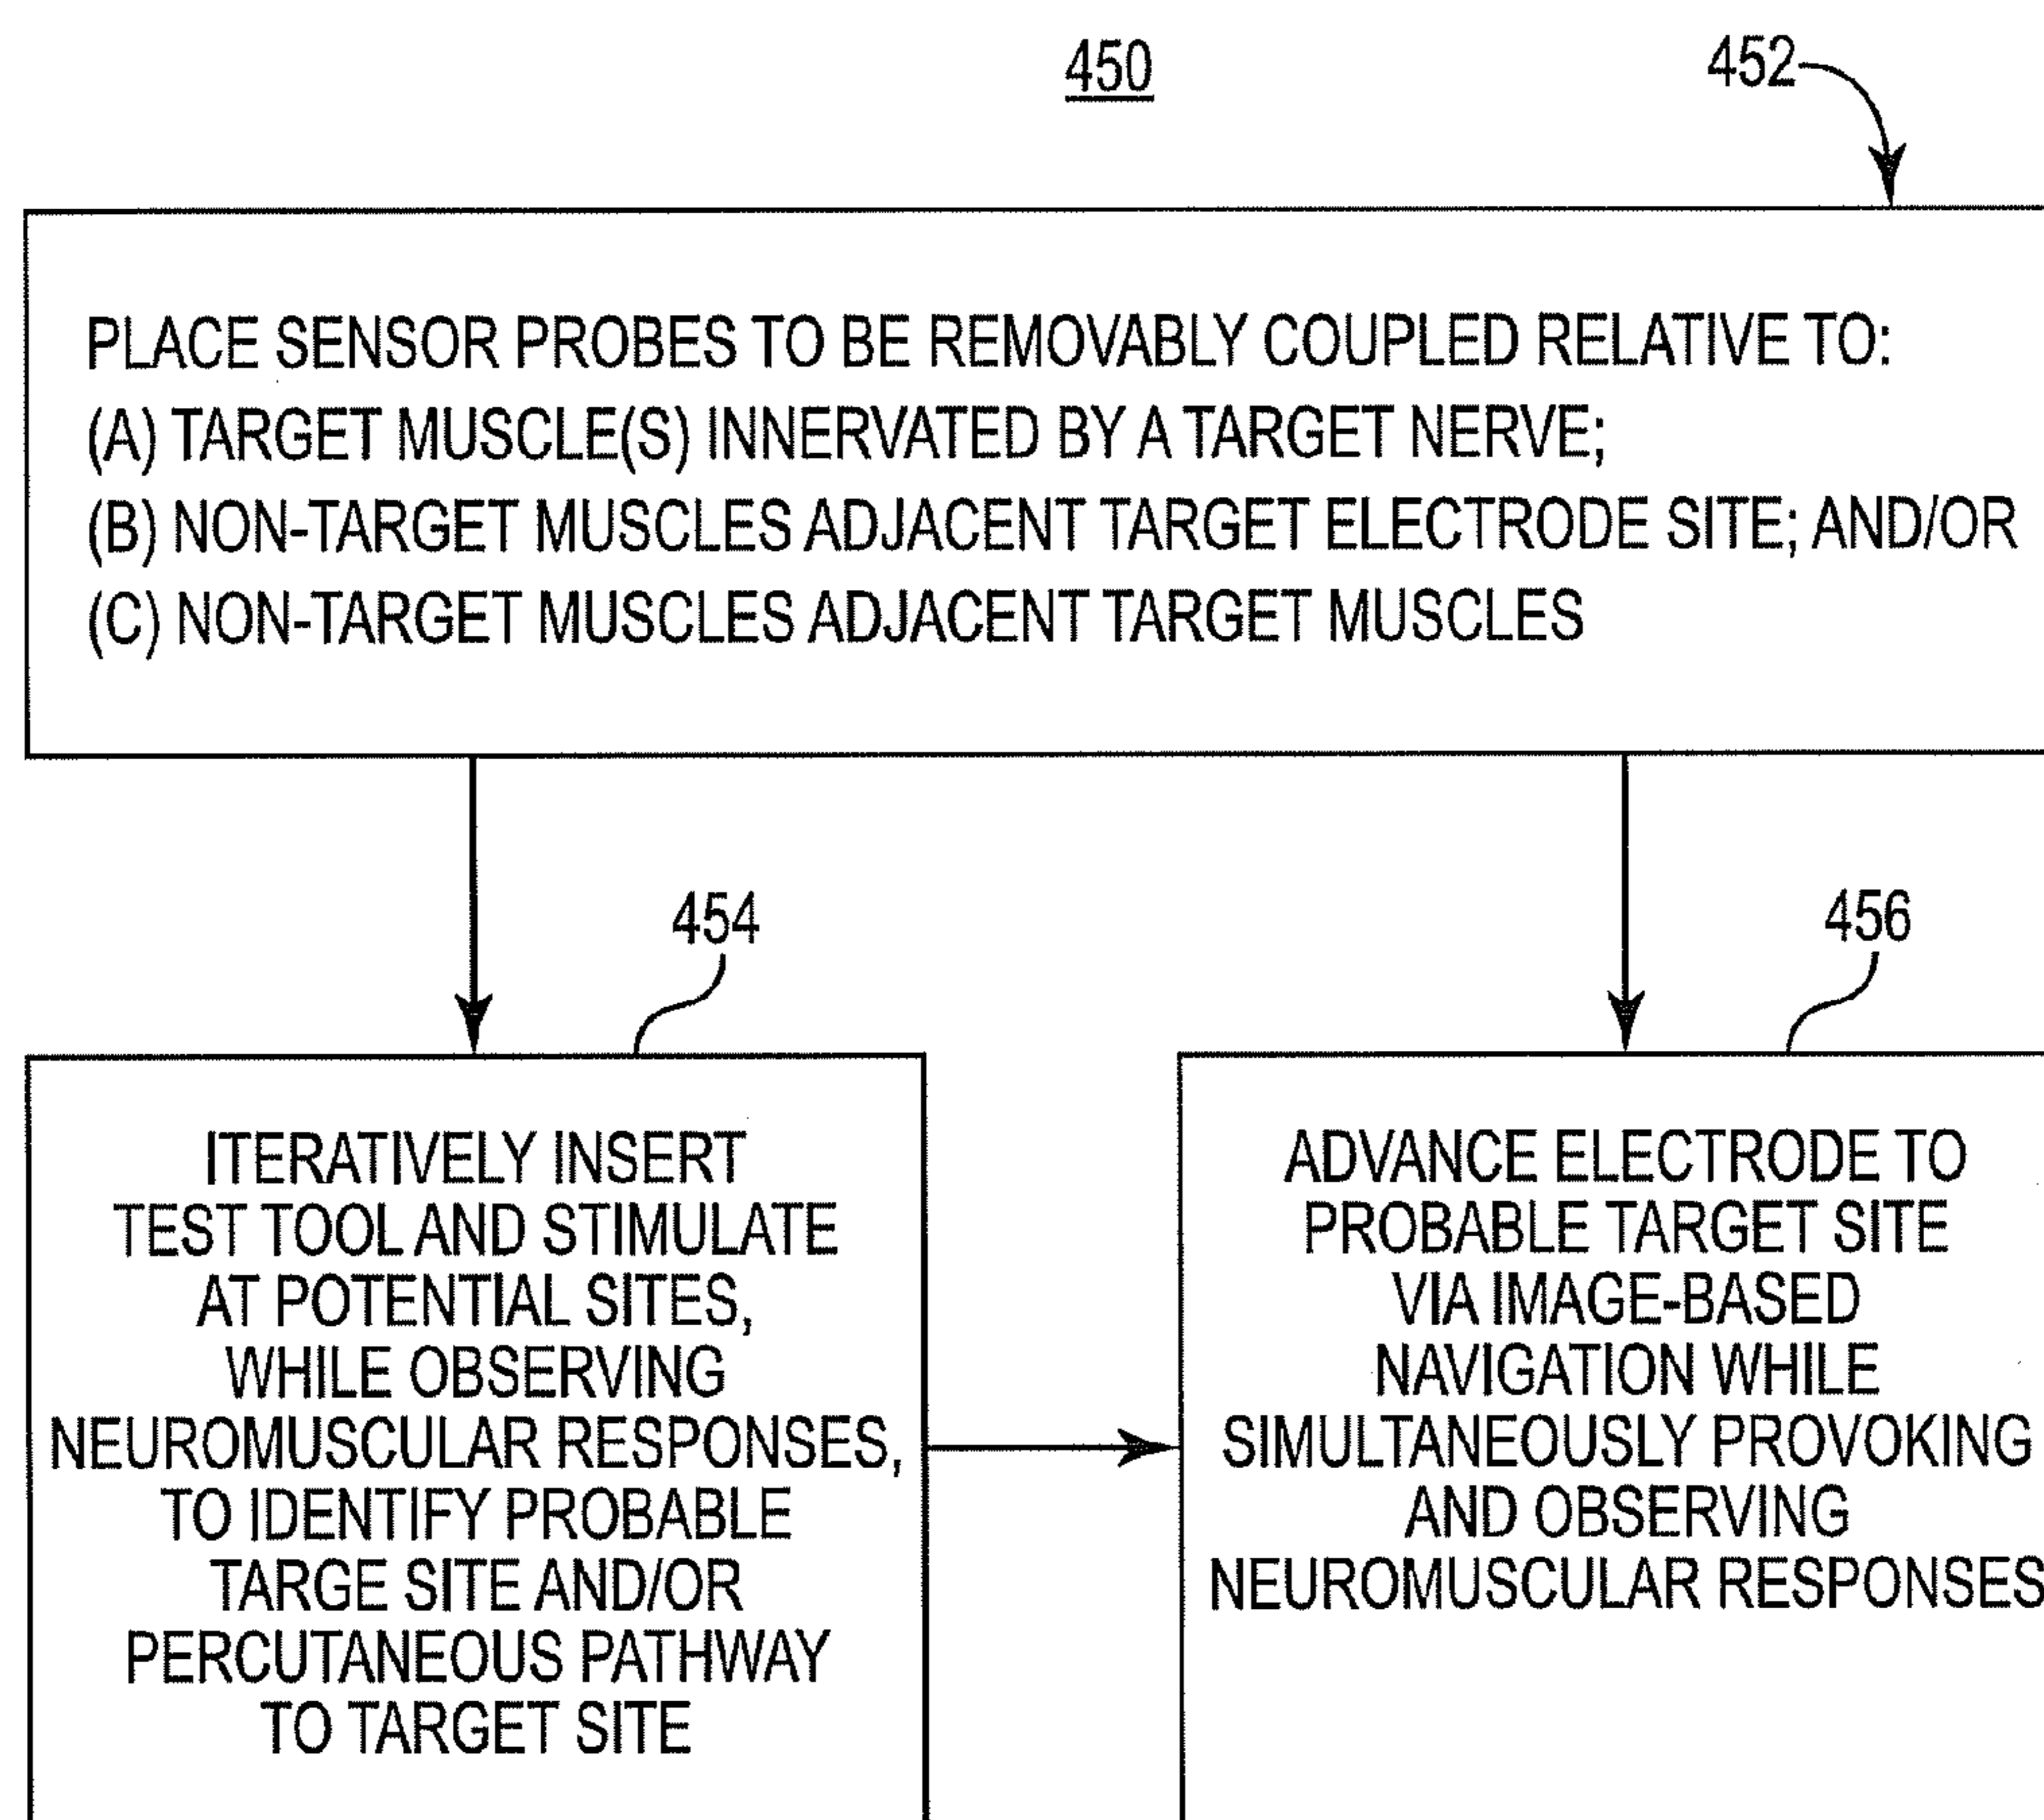 450
452
PLACE SENSOR PROBES TO BE REMOVABLY COUPLED RELATIVE TO:
(A) TARGET MUSCLE(S) INNERVATED BY A TARGET NERVE;
(B) NON-TARGET MUSCLES ADJACENT TARGET ELECTRODE SITE; AND/OR
(C) NON-TARGET MUSCLES ADJACENT TARGET MUSCLES
454
ITERATIVELY INSERT
TEST TOOL AND STIMULATE
AT POTENTIAL SITES,
WHILE OBSERVING
NEUROMUSCULAR RESPONSES,
TO IDENTIFY PROBABLE
TARGE SITE AND/OR
PERCUTANEOUS PATHWAY
TO TARGET SITE
456
ADVANCE ELECTRODE TO
PROBABLE TARGET SITE
VIA IMAGE-BASED
NAVIGATION WHILE
SIMULTANEOUSLY PROVOKING
AND OBSERVING
NEUROMUSCULAR RESPONSES